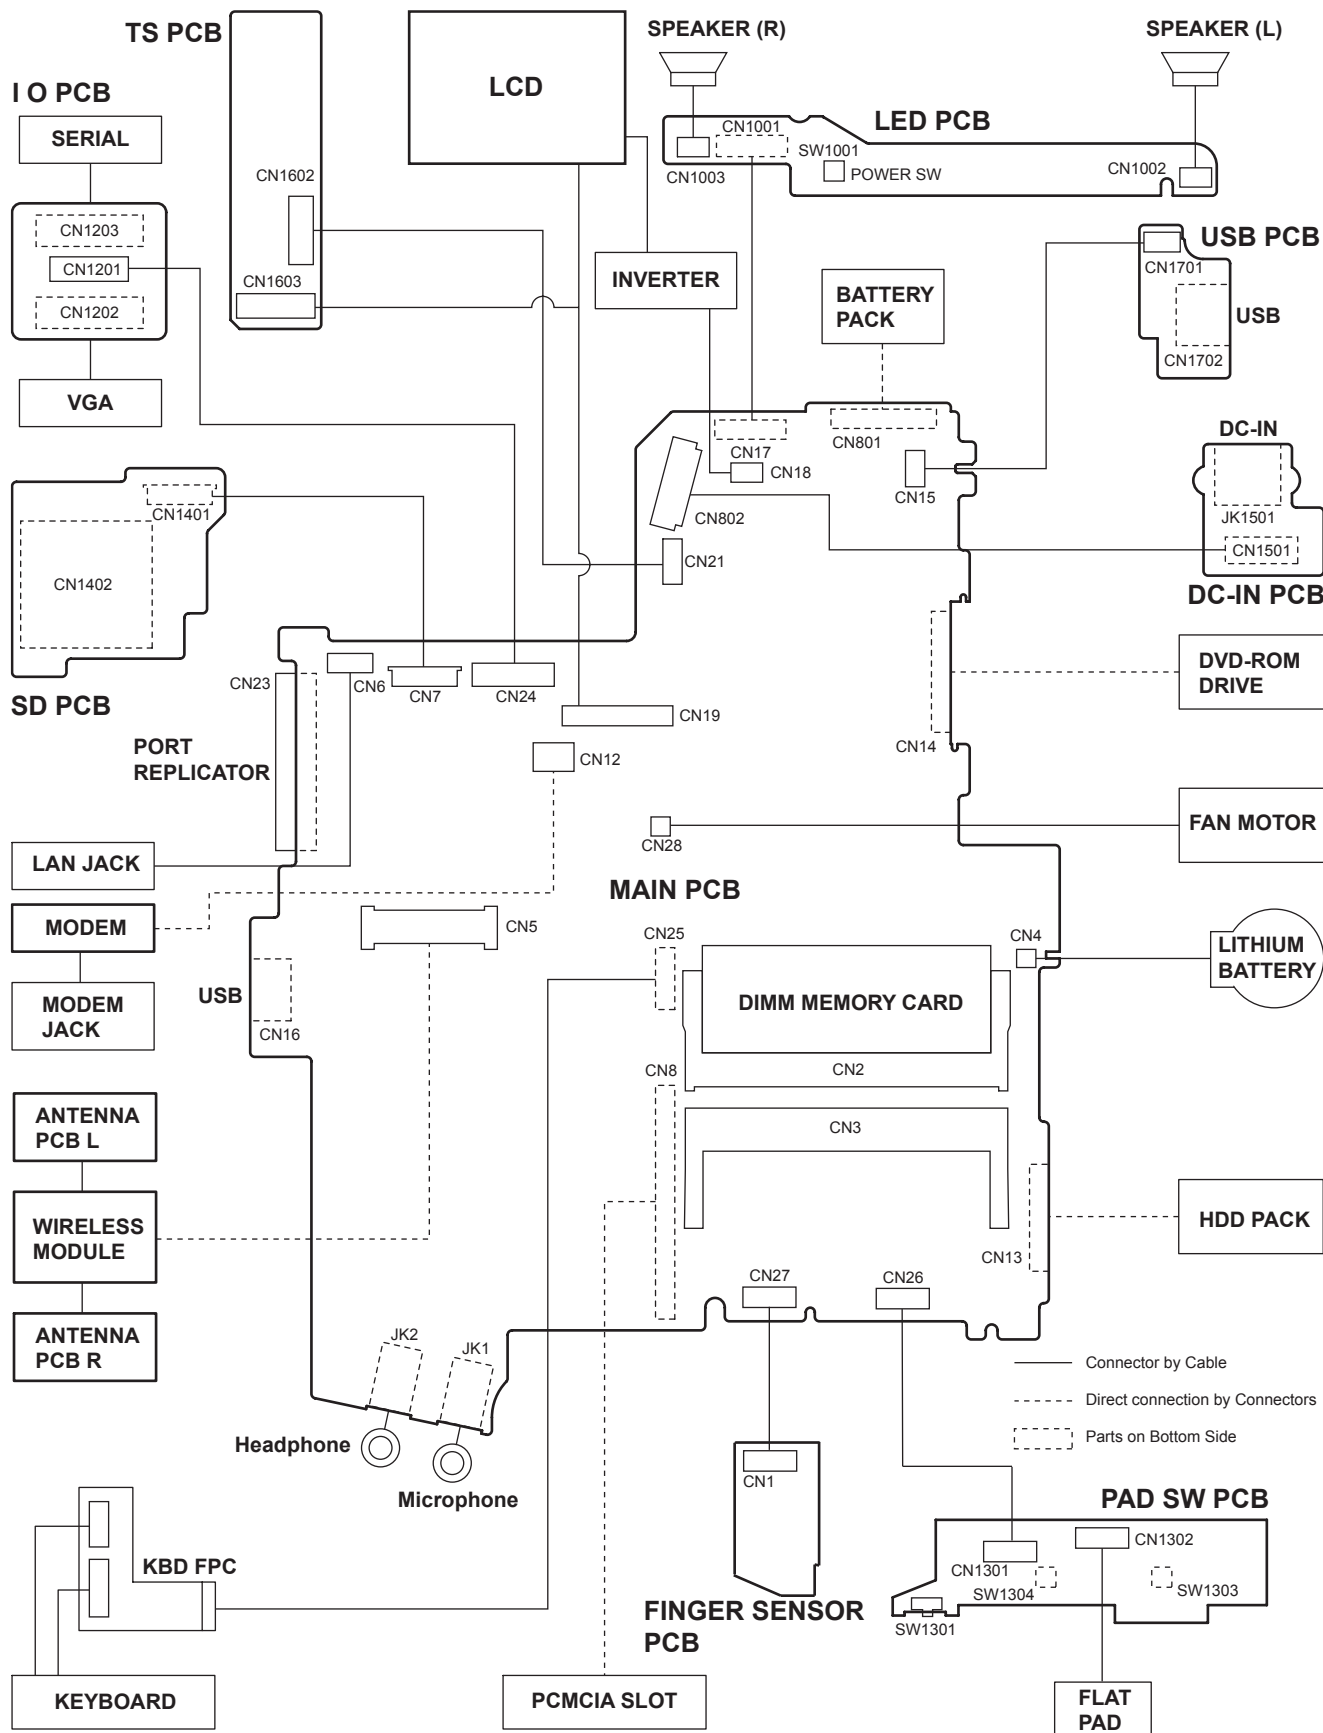 TS PCB
LCD
SPEAKER (R)
SPEAKER (L)
I O PCB
SERIAL
CN1203
CN1201
CN1202
VGA
CN1602
CN1603
INVERTER
LED PCB
CN1001
SW1001
CN1003
POWER SW
CN1002
USB PCB
CN1701
USB
CN1702
BATTERY
PACK
CN801
CN17
CN18
CN15
CN802
CN21
DC-IN
JK1501
CN1501
DC-IN PCB
CN1401
CN1402
SD PCB
CN23
CN6
CN7
CN24
CN19
CN12
PORT
REPLICATOR
CN14
DVD-ROM
DRIVE
CN28
FAN MOTOR
LAN JACK
MODEM
MODEM
JACK
MAIN PCB
CN5
CN25
CN4
LITHIUM
BATTERY
USB
CN16
DIMM MEMORY CARD
CN2
CN8
CN3
ANTENNA
PCB L
WIRELESS
MODULE
ANTENNA
PCB R
CN13
HDD PACK
CN27
CN26
JK2
JK1
Headphone
Microphone
Connector by Cable
Direct connection by Connectors
Parts on Bottom Side
CN1
FINGER SENSOR
PCB
PAD SW PCB
CN1302
CN1301
SW1304
SW1303
SW1301
KBD FPC
KEYBOARD
PCMCIA SLOT
FLAT
PAD